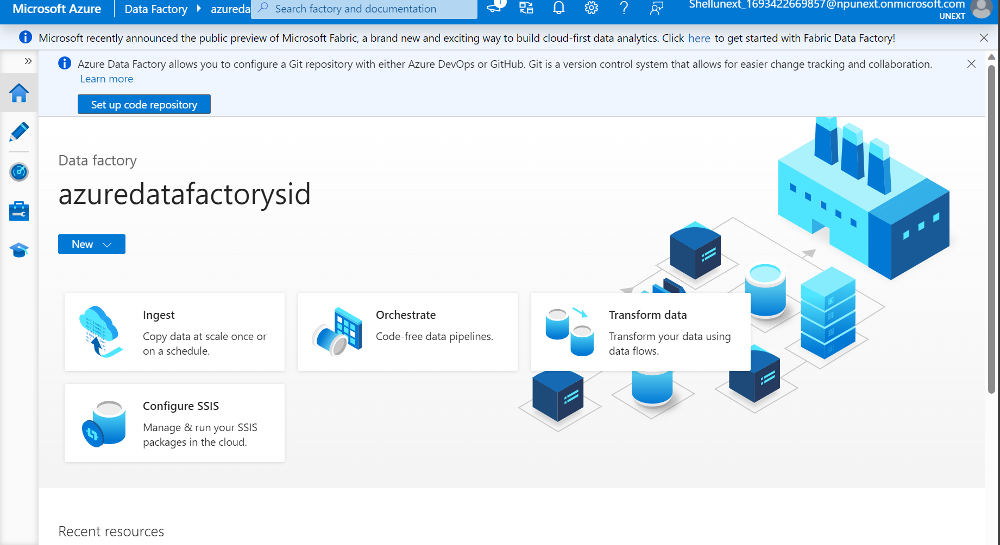 Microsoft Azure
Data Factory
azureda
Search factory and documentation
1
Shellunext_1693422669857@npunext.onmicrosoft.com
UNEXT
Microsoft recently announced the public preview of Microsoft Fabric, a brand new and exciting way to build cloud-first data analytics. Click here to get started with Fabric Data Factory!
Azure Data Factory allows you to configure a Git repository with either Azure DevOps or GitHub. Git is a version control system that allows for easier change tracking and collaboration.
Learn more
Set up code repository
Data factory
azuredatafactorysid
New
Ingest
Copy data at scale once or
on a schedule.
Orchestrate
Code-free data pipelines.
Transform data
Transform your data using
data flows.
Configure SSIS
Manage & run your SSIS
packages in the cloud.
Recent resources